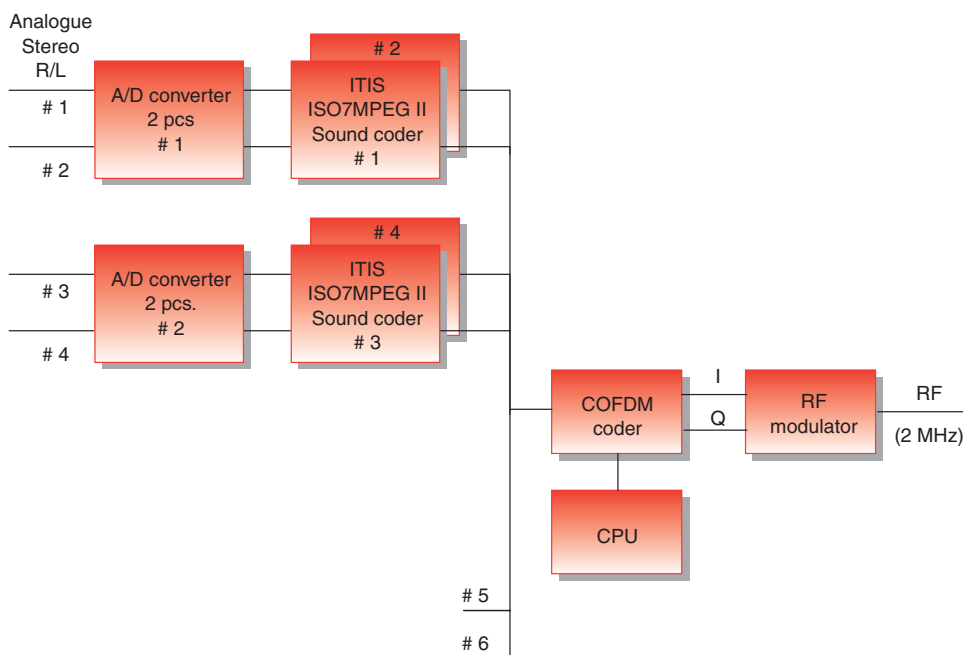 Analogue
Stereo
R/L
# 1
# 2
A/D converter
2 pcs
# 1
# 2
ITIS
ISO7MPEG II
Sound coder
# 1
# 3
# 4
A/D converter
2 pcs.
# 2
# 4
ITIS
ISO7MPEG II
Sound coder
# 3
COFDM
coder
I
Q
RF
modulator
RF
(2 MHz)
CPU
# 5
# 6